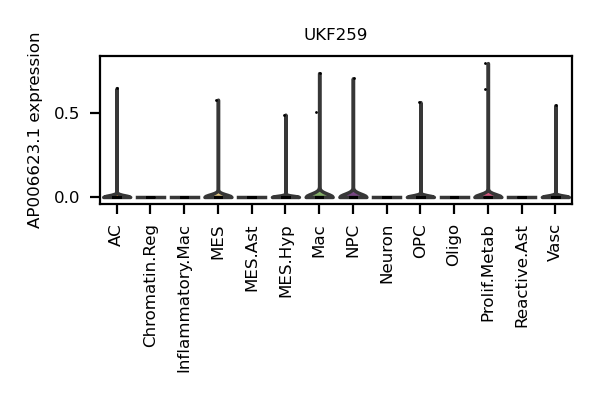 UKF259
AP006623.1 expression
0.5
0.0
AC
Chromatin.Reg
Inflammatory.Mac
MES
MES.Ast
MES.Hyp
Mac
NPC
Neuron
OPC
Oligo
Prolif.Metab
Reactive.Ast
Vasc